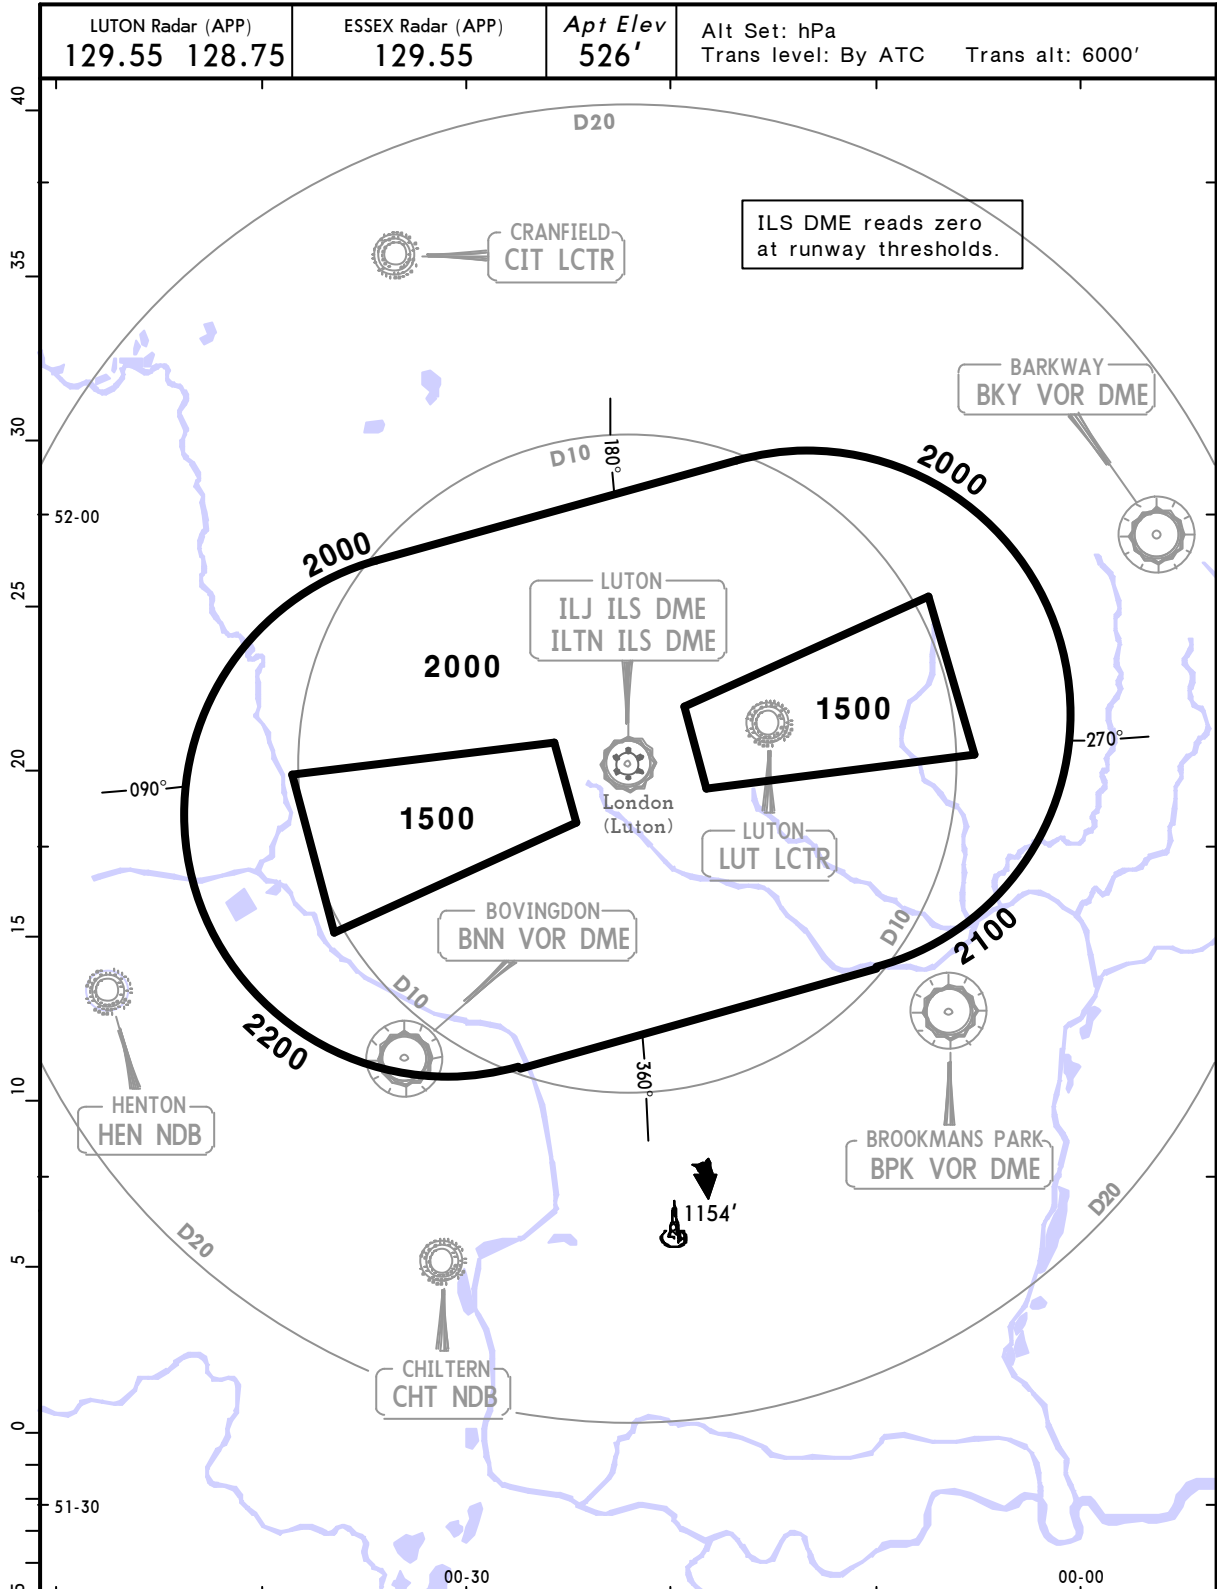 LUTON Radar (APP)
129.55 128.75
ESSEX Radar (APP)
129.55
Apt Elev
526'
Alt Set: hPa
Trans level: By ATC Trans alt: 6000'
40
35
30
25
20
15
10
5
0
D20
ILS DME reads zero
at runway thresholds.
CRANFIELD
CIT LCTR
BARKWAY
BKY VOR DME
D10
180°
2000
52-00
2000
LUTON
ILJ ILS DME
ILTN ILS DME
2000
1500
270°
090°
1500
London
(Luton)
LUTON
LUT LCTR
BOVINGDON
BNN VOR DME
D10
2100
D10
2200
360°
HENTON
HEN NDB
BROOKMANS PARK
BPK VOR DME
1154'
D20
D20
CHILTERN
CHT NDB
51-30
00-30
00-00